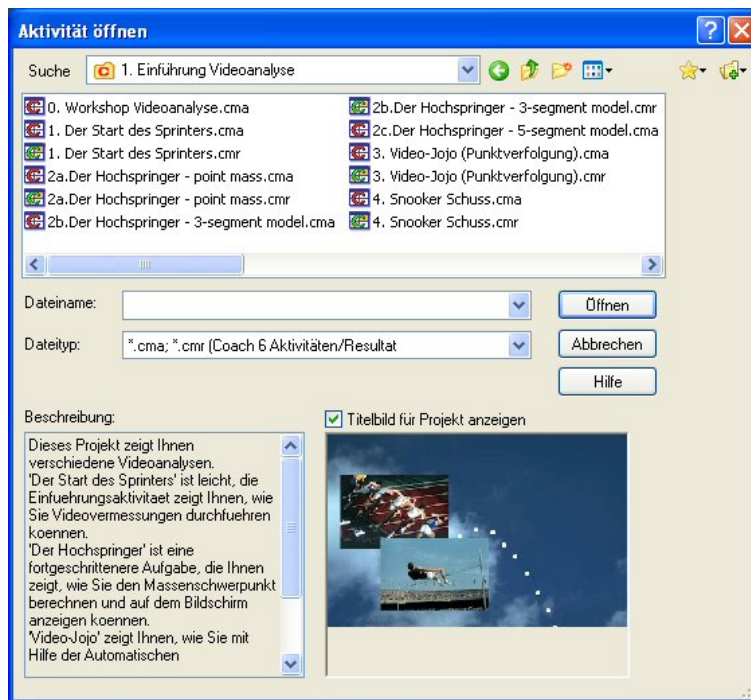 Aktivität öffnen
Suche
1. Einführung Videoanalyse
0. Workshop Videoanalyse.cma
1. Der Start des Sprinters.cma
1. Der Start des Sprinters.cmr
2a.Der Hochspringer - point mass.cma
2a.Der Hochspringer - point mass.cmr
2b.Der Hochspringer - 3-segment model.cma
2b.Der Hochspringer - 3-segment model.cmr
2c.Der Hochspringer - 5-segment model.cma
3. Video-Jojo (Punktverfolgung).cma
3. Video-Jojo (Punktverfolgung).cmr
4. Snooker Schuss.cma
4. Snooker Schuss.cmr
Dateiname:
Öffnen
Dateityp:
*.cma; *.cmr (Coach 6 Aktivitäten/Resultat
Abbrechen
Hilfe
Beschreibung:
Titelbild für Projekt anzeigen
Dieses Projekt zeigt Ihnen
verschiedene Videoanalysen.
'Der Start des Sprinters' ist leicht, die
Einfuehrungsaktivitaet zeigt Ihnen, wie
Sie Videovermessungen durchfuehren
koennen.
'Der Hochspringer' ist eine
fortgeschrittenere Aufgabe, die Ihnen
zeigt, wie Sie den Massenschwerpunkt
berechnen und auf dem Bildschirm
anzeigen koennen.
'Video-Jojo' zeigt Ihnen, wie Sie mit
Hilfe der Automatischen